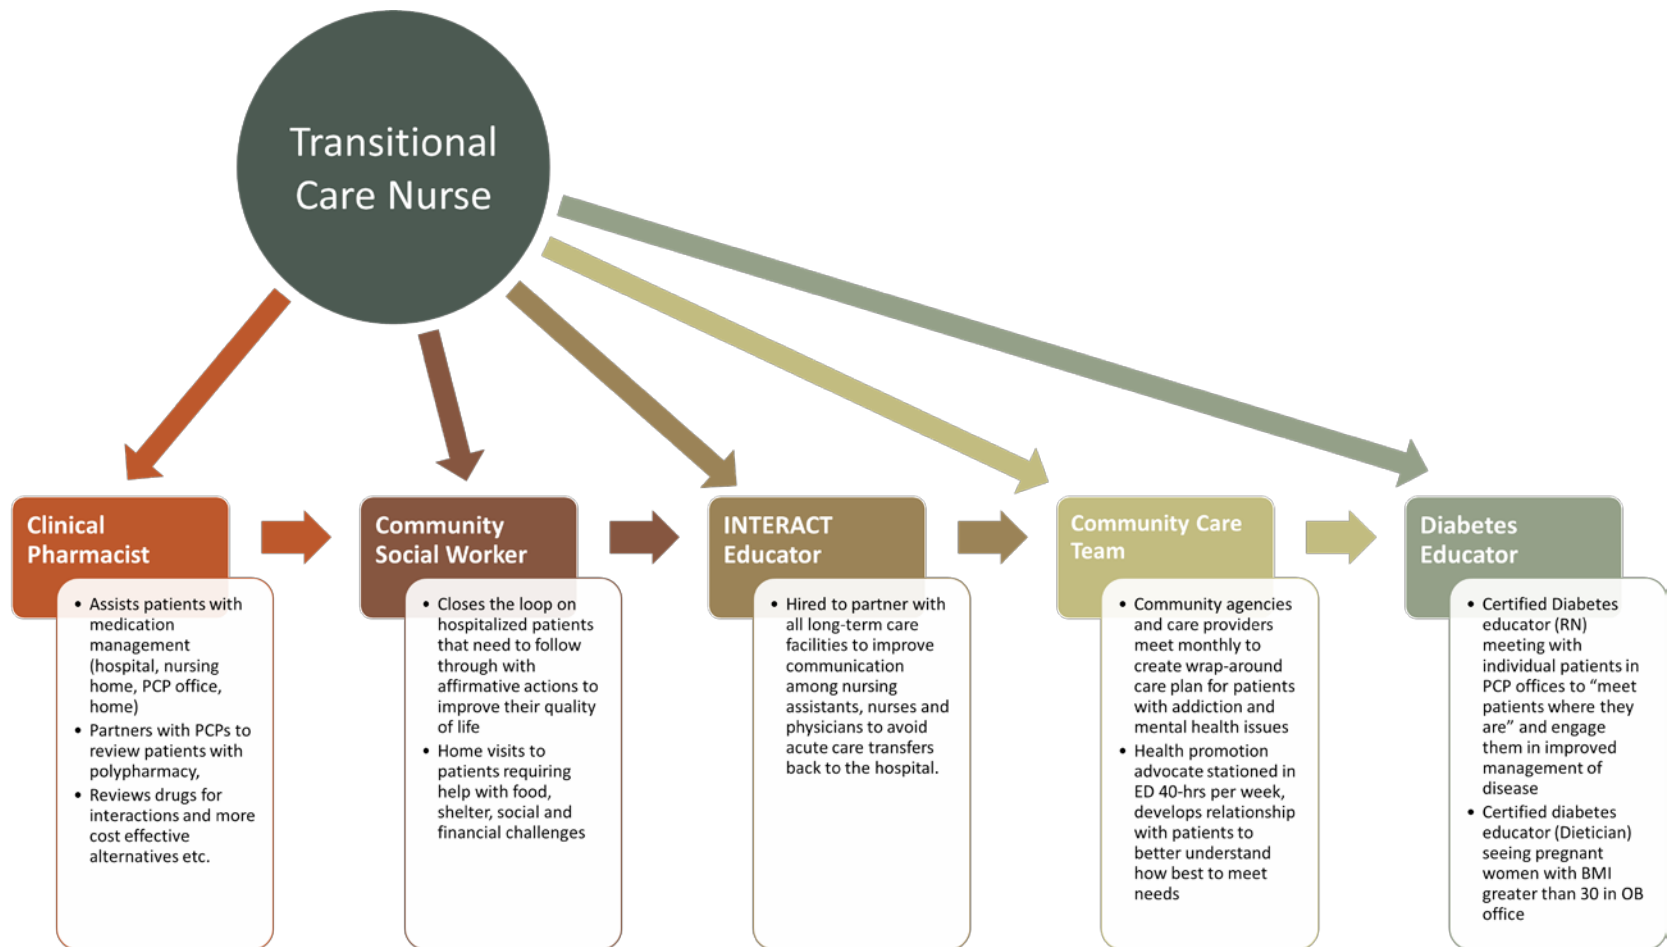 Transitional
Care Nurse
Clinical
Pharmacist
• Assists patients with
medication
management
(hospital, nursing
home, PCP office,
home)
• Partners with PCPs to
review patients with
polypharmacy,
• Reviews drugs for
interactions and more
cost effective
alternatives etc.
Community
Social Worker
• Closes the loop on
hospitalized patients
that need to follow
through with
affirmative actions to
improve their quality
of life
• Home visits to
patients requiring
help with food,
shelter, social and
financial challenges
INTERACT
Educator
• Hired to partner with
all long-term care
facilities to improve
communication
among nursing
assistants, nurses and
physicians to avoid
acute care transfers
back to the hospital.
Community Care
Team
• Community agencies
and care providers
meet monthly to
create wrap-around
care plan for patients
with addiction and
mental health issues
• Health promotion
advocate stationed in
ED 40-hrs per week,
develops relationship
with patients to
better understand
how best to meet
needs
Diabetes
Educator
• Certified Diabetes
educator (RN)
meeting with
individual patients in
PCP offices to “meet
patients where they
are” and engage
them in improved
management of
disease
• Certified diabetes
educator (Dietician)
seeing pregnant
women with BMI
greater than 30 in OB
office